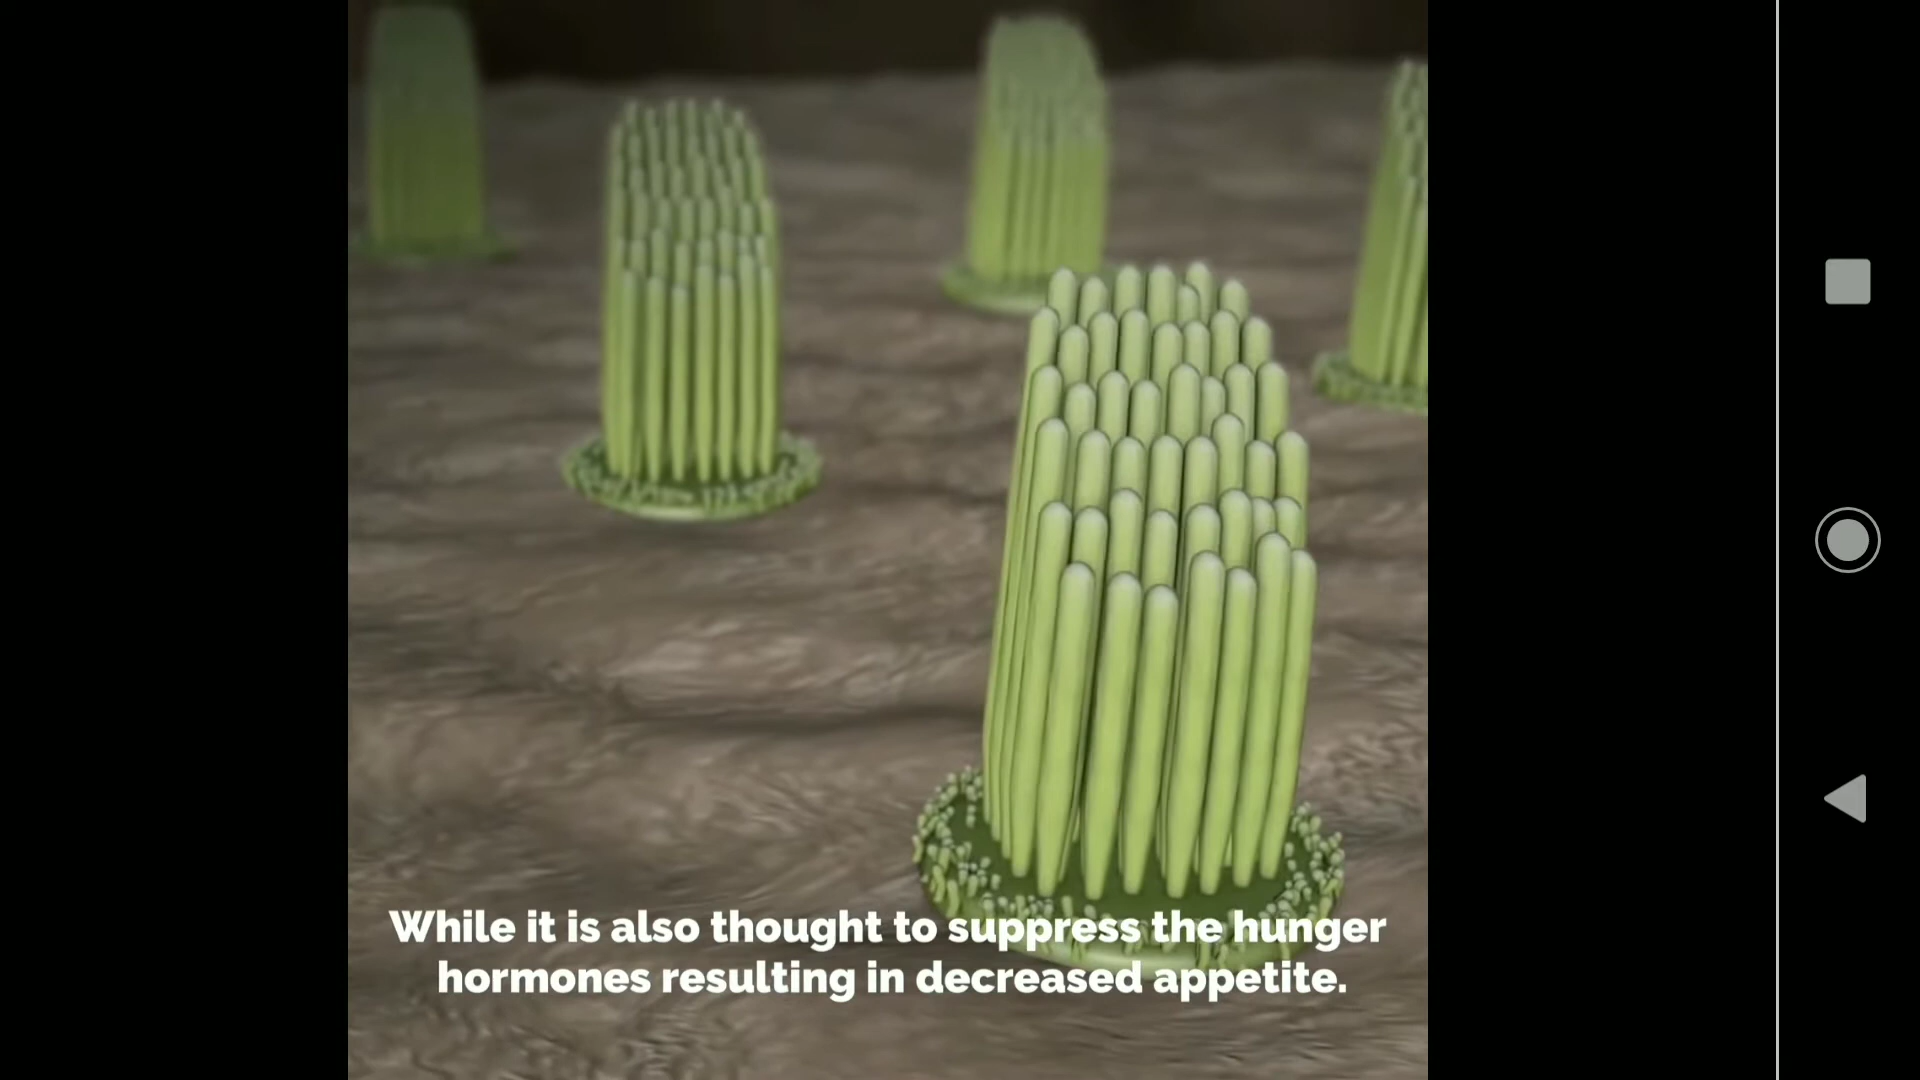 While it is also thought to suppress the hunger
hormones resulting in decreased appetite.